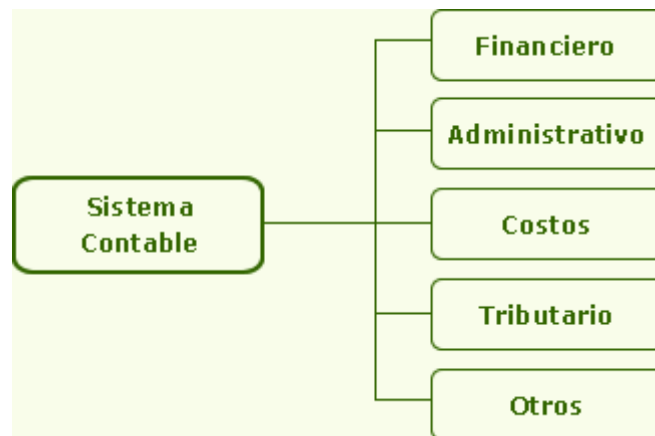 Financiero
Administrativo
Sistema
Contable
Costos
Tributario
Otros